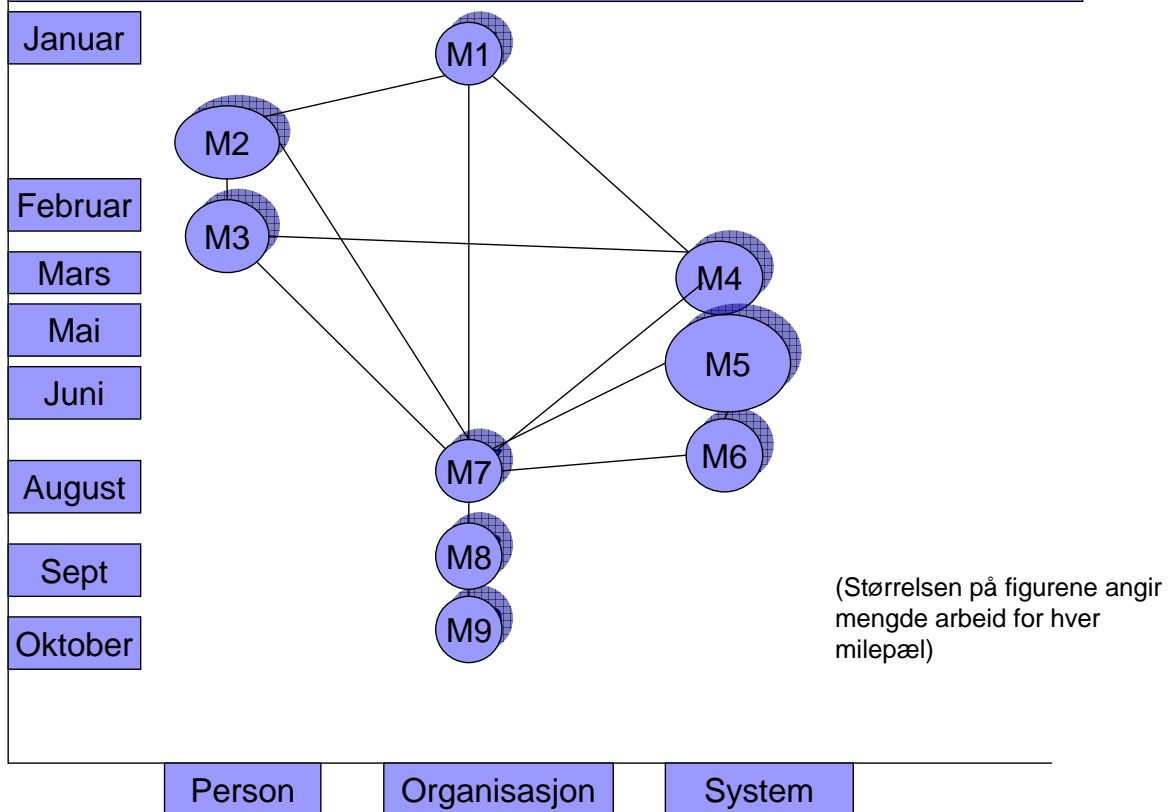 Januar
M1
M2
Februar
M3
Mars
M4
Mai
M5
Juni
M6
M7
August
M8
Sept
(Størrelsen på figurene angir
mengde arbeid for hver
milepæl)
M9
Oktober
Person
Organisasjon
System